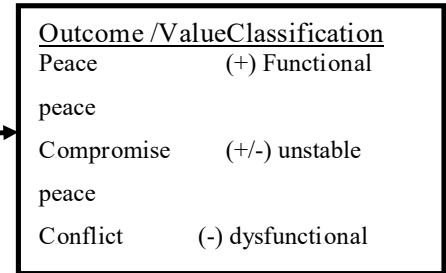 Outcome /ValueClassification
Peace (+) Functional
peace
Compromise (+/-) unstable
peace
Conflict (-) dysfunctional